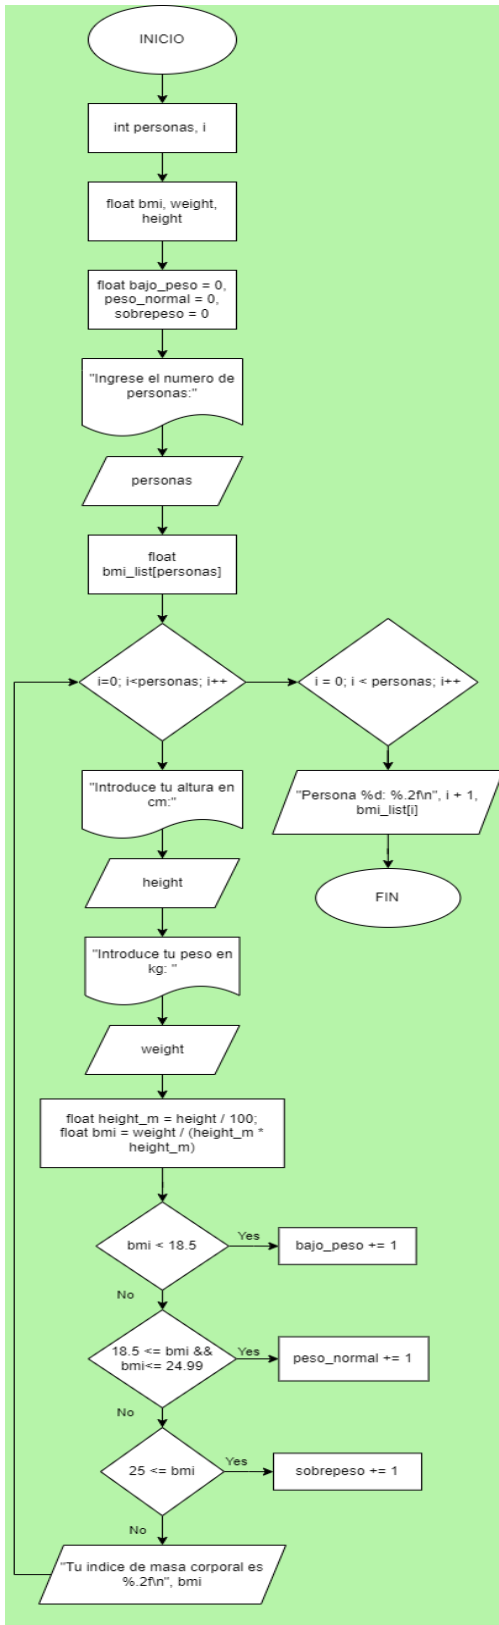 INICIO
int personas, i
float bmi, weight,
height
float bajo_peso = 0,
peso_normal = 0,
sobrepeso = 0
"Ingrese el numero de
personas:"
personas
float
bmi_list[personas]
i=0; i<personas; i++
i = 0; i < personas; i++
"Introduce tu altura en
cm:"
"Persona %d: %.2f\n", i + 1,
bmi_list[i]
height
FIN
"Introduce tu peso en
kg: "
weight
float height_m = height / 100;
float bmi = weight / (height_m *
height_m)
bmi < 18.5
Yes
bajo_peso += 1
No
18.5 <= bmi &&
bmi<= 24.99
Yes
peso_normal + 1
No
25 <= bmi
Yes
sobrepeso += 1
No
"Tu indice de masa corporal es
%.2f\n", bmi